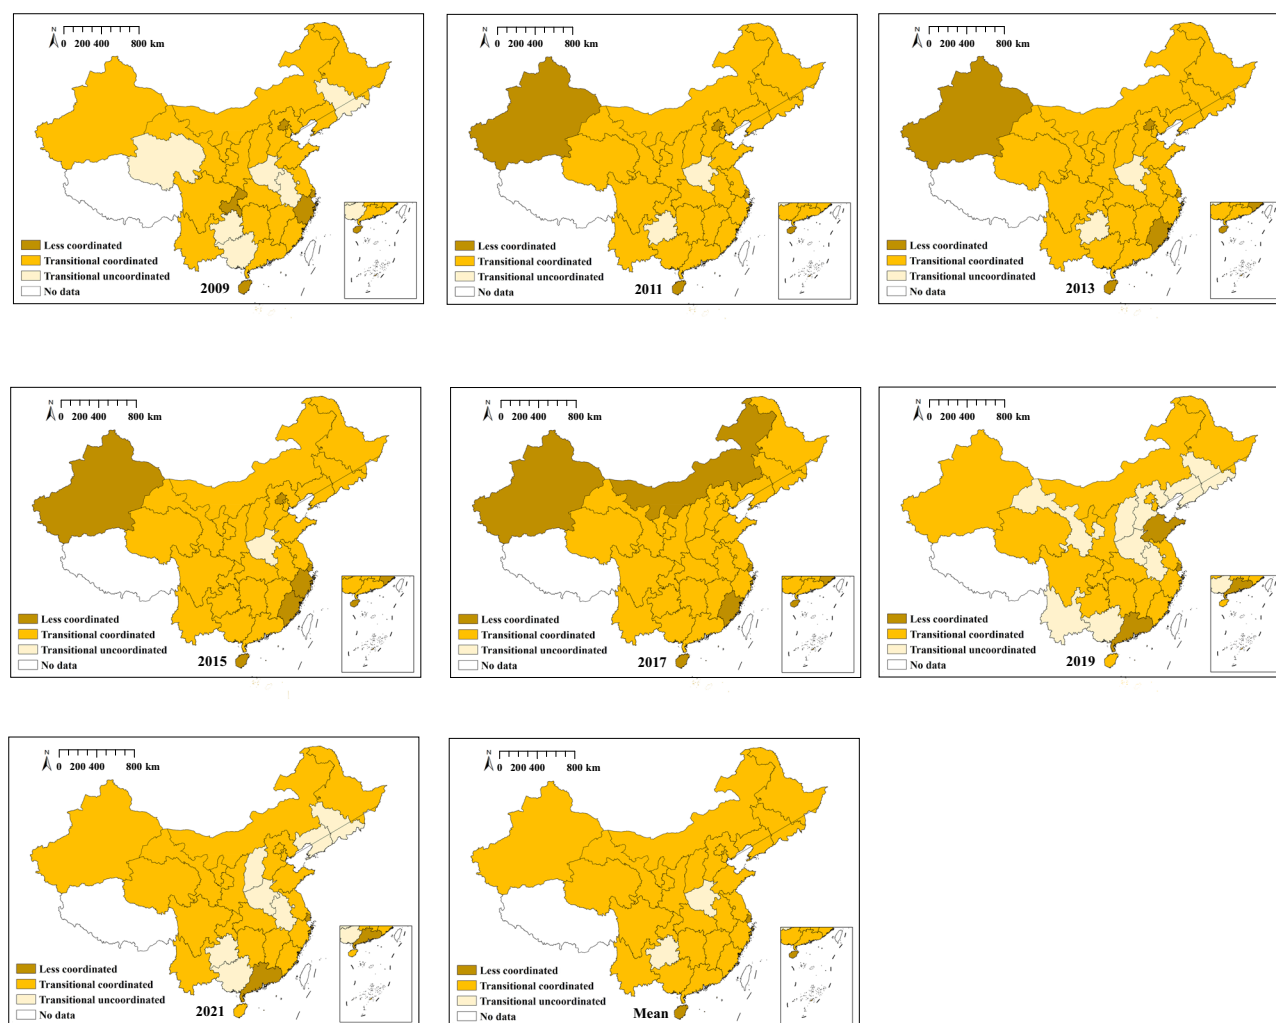 N
0 200 400 800 km
Less coordinated
Transitional coordinated
Transitional uncoordinated
No data
2009
N
0 200 400 800 km
Less coordinated
Transitional coordinated
Transitional uncoordinated
No data
2011
N
0 200 400 800 km
Less coordinated
Transitional coordinated
Transitional uncoordinated
No data
2013
N
0 200 400 800 km
Less coordinated
Transitional coordinated
Transitional uncoordinated
No data
2015
N
0 200 400 800 km
Less coordinated
Transitional coordinated
Transitional uncoordinated
No data
2017
N
0 200 400 800 km
Less coordinated
Transitional coordinated
Transitional uncoordinated
No data
2019
N
0 200 400 800 km
Less coordinated
Transitional coordinated
Transitional uncoordinated
No data
2021
N
0 200 400 800 km
Less coordinated
Transitional coordinated
Transitional uncoordinated
No data
Mean